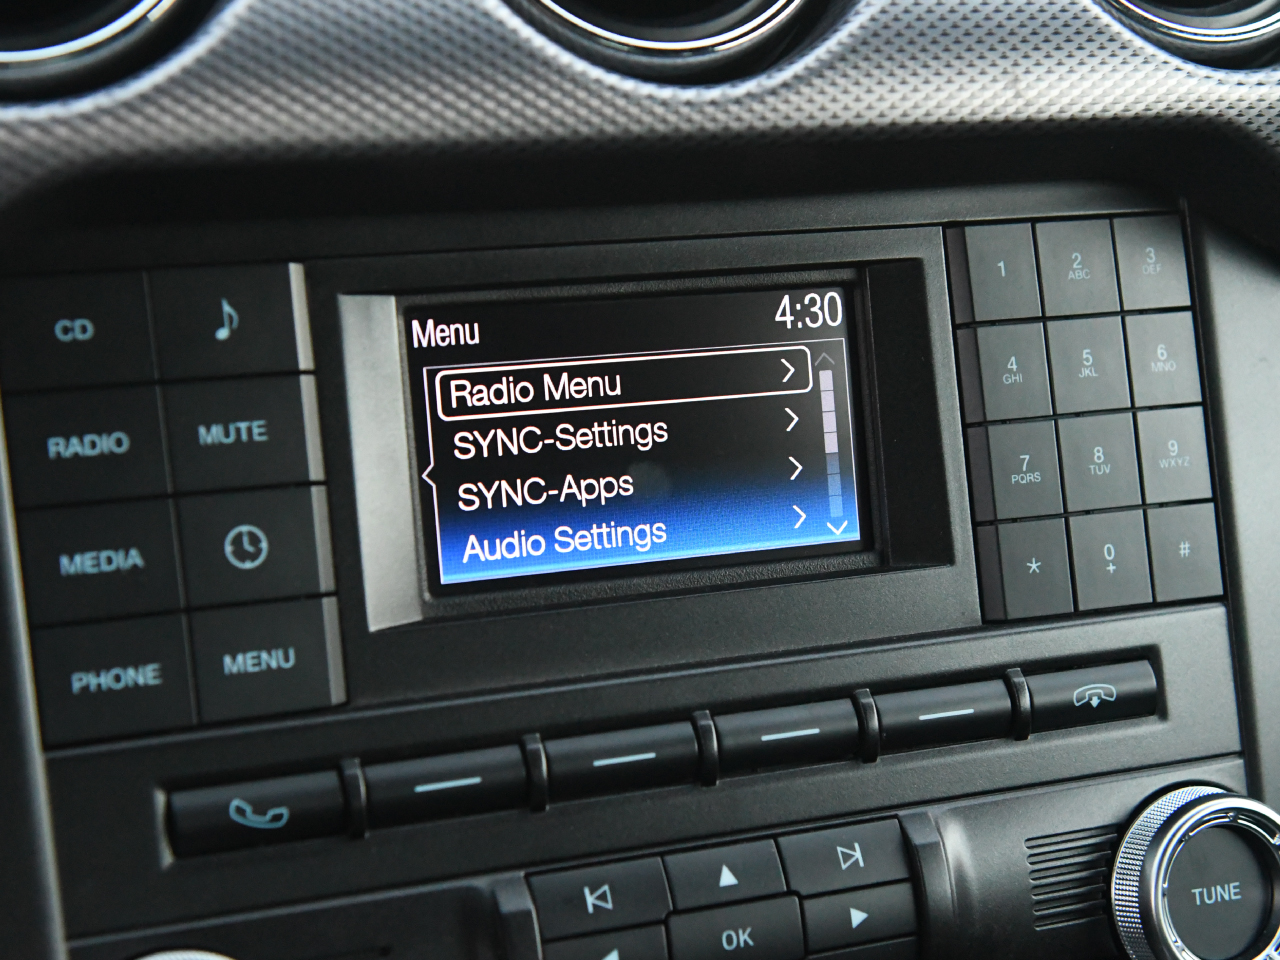 Menu 4:30
Radio Menu
SYNC-Settings
SYNC-Apps
Audio Settings
CD
RADIO MUTE
MEDIA
PHONE MENU
1 2 ABC 3 DEF
4 GHI 5 JKL 6 MNO
7 PQRS 8 TUV 9 WXYZ
* 0 + #
OK
TUNE